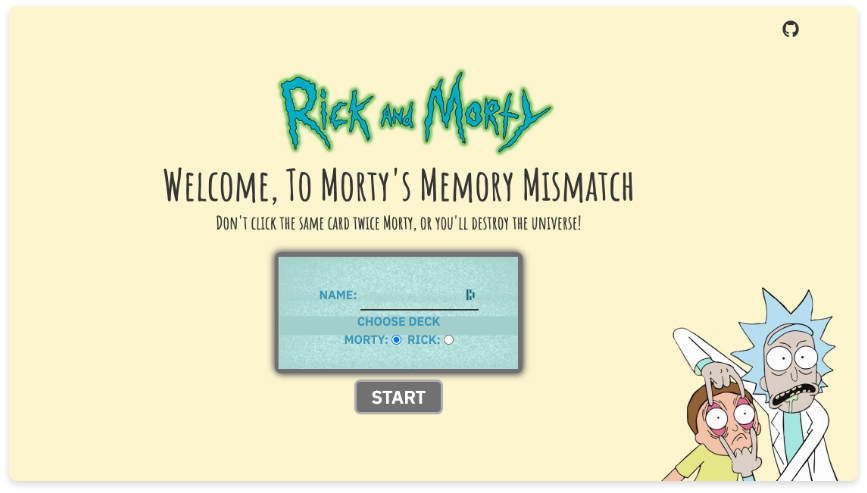 Rick and Morty
Welcome, To Morty's Memory Mismatch
Don't click the same card twice Morty, or you'll destroy the universe!
NAME:
CHOOSE DECK
MORTY: RICK:
START